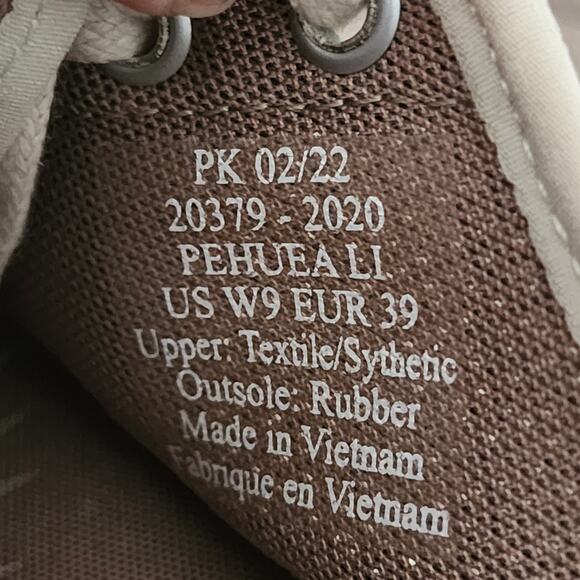 PK 02/22
20379 - 2020
PEHUEA LI
US W9 EUR 39
Upper: Textile/Sythetic
Outsole: Rubber
Made in Vietnam
Fabrique en Vietnam